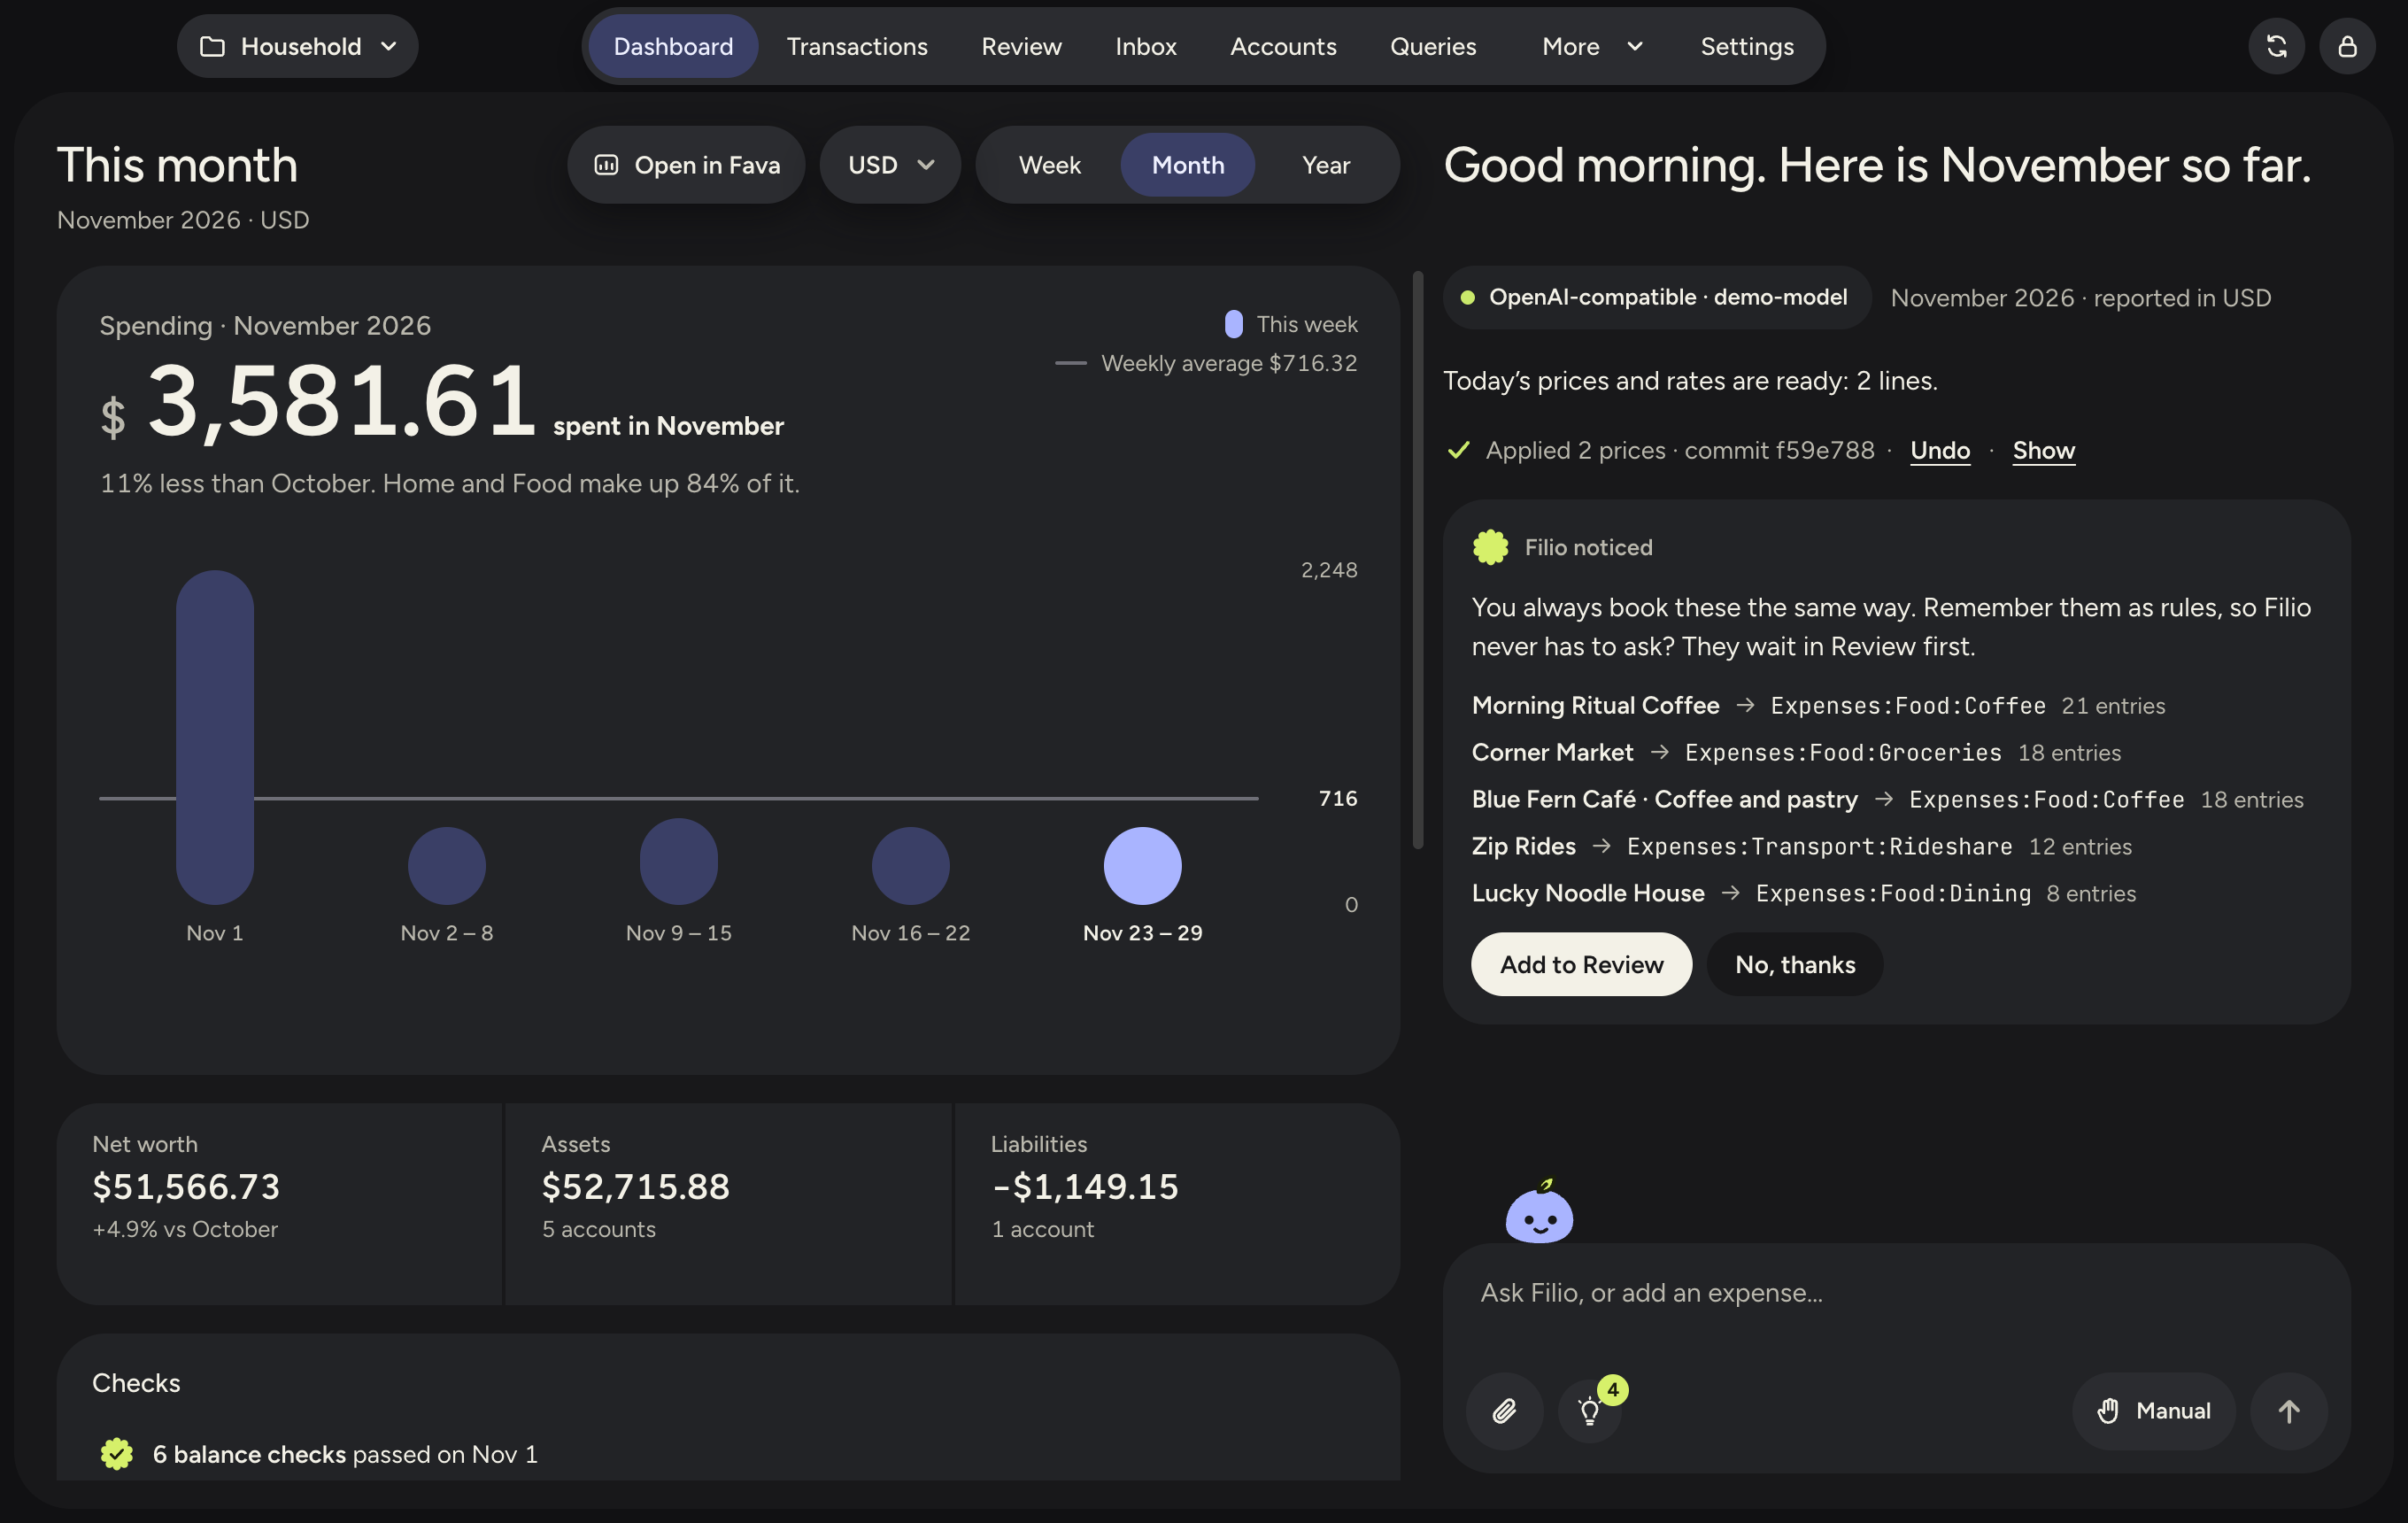 Household
Dashboard
Transactions
Review
Inbox
Accounts
Queries
More
Settings
This month
November 2026 · USD
Open in Fava
USD
Week
Month
Year
Spending · November 2026
$ 3,581.61 spent in November
11% less than October. Home and Food make up 84% of it.
This week
Weekly average $716.32
2,248
716
0
Nov 1
Nov 2 – 8
Nov 9 – 15
Nov 16 – 22
Nov 23 – 29
Net worth
$51,566.73
+4.9% vs October
Assets
$52,715.88
5 accounts
Liabilities
−$1,149.15
1 account
Checks
6 balance checks passed on Nov 1
Good morning. Here is November so far.
OpenAI-compatible · demo-model
November 2026 · reported in USD
Today’s prices and rates are ready: 2 lines.
Applied 2 prices · commit f59e788 · Undo · Show
Filio noticed
You always book these the same way. Remember them as rules, so Filio
never has to ask? They wait in Review first.
Morning Ritual Coffee → Expenses:Food:Coffee 21 entries
Corner Market → Expenses:Food:Groceries 18 entries
Blue Fern Café · Coffee and pastry → Expenses:Food:Coffee 18 entries
Zip Rides → Expenses:Transport:Rideshare 12 entries
Lucky Noodle House → Expenses:Food:Dining 8 entries
Add to Review
No, thanks
Ask Filio, or add an expense…
4
Manual